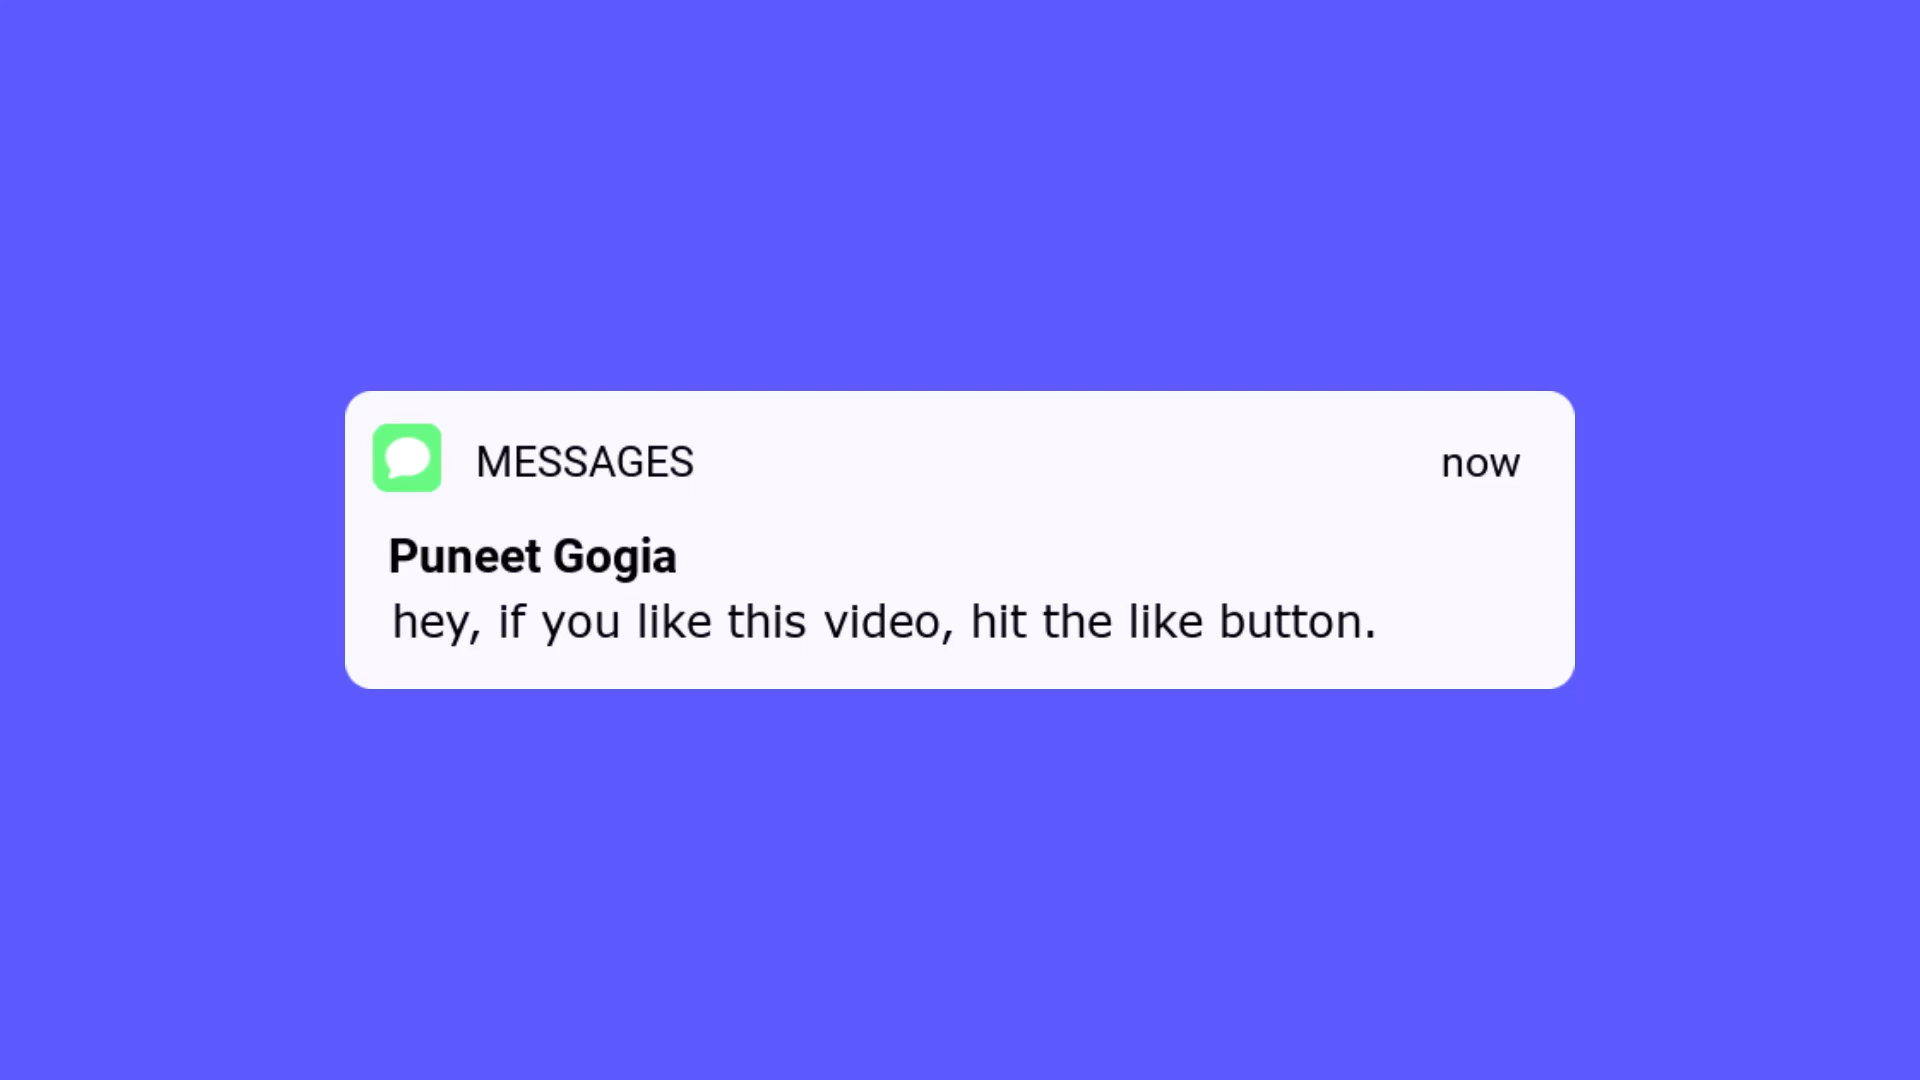 MESSAGES now
Puneet Gogia
hey, if you like this video, hit the like button.